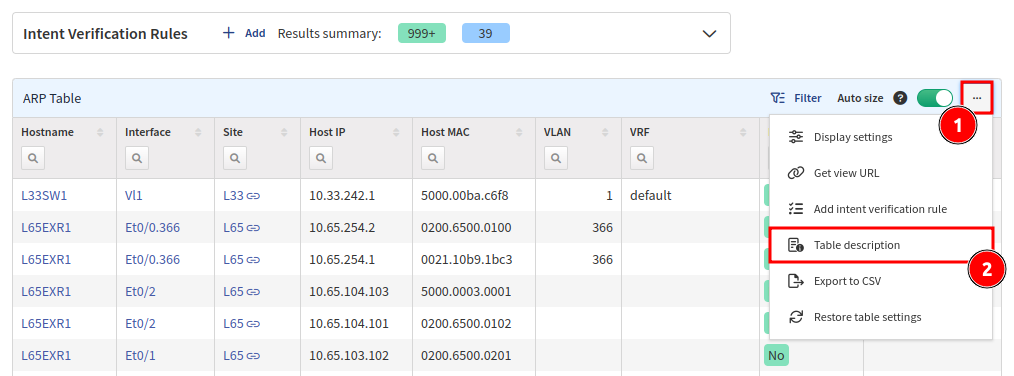 Intent Verification Rules + Add Results summary: 999+ 39
ARP Table Filter Auto size ? ...
1
Hostname Interface Site Host IP Host MAC VLAN VRF
Display settings
Get view URL
Add intent verification rule
Table description
2
Export to CSV
Restore table settings
L33SW1 Vl1 L33 10.33.242.1 5000.00ba.c6f8 1 default
L65EXR1 Et0/0.366 L65 10.65.254.2 0200.6500.0100 366
L65EXR1 Et0/0.366 L65 10.65.254.1 0021.10b9.1bc3 366
L65EXR1 Et0/2 L65 10.65.104.103 5000.0003.0001
L65EXR1 Et0/2 L65 10.65.104.101 0200.6500.0102
L65EXR1 Et0/1 L65 10.65.103.102 0200.6500.0201 No